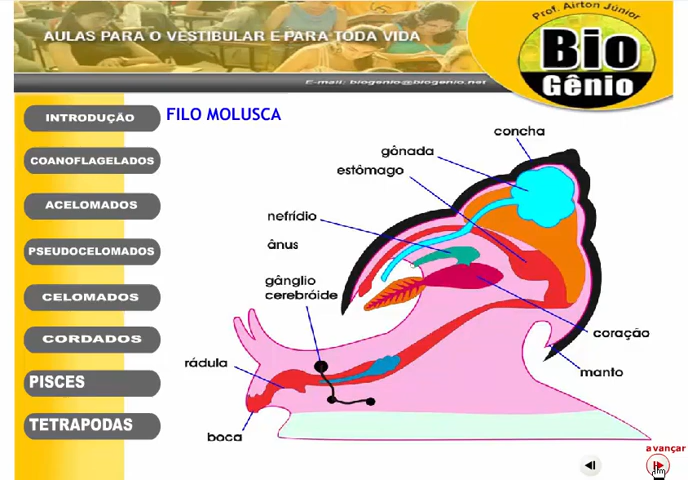 AULAS PARA O VESTIBULAR E PARA TODA VIDA
Prof. Airton Júnior
Bio
Gênio
E-mail: biogenio@biogenio.net
INTRODUÇÃO
COANOFLAGELADOS
ACELOMADOS
PSEUDOCELOMADOS
CELOMADOS
CORDADOS
PISCES
TETRAPODAS
FILO MOLUSCA
concha
gônada
estômago
nefrídio
ânus
gânglio
cerebróide
coração
rádula
manto
boca
avançar